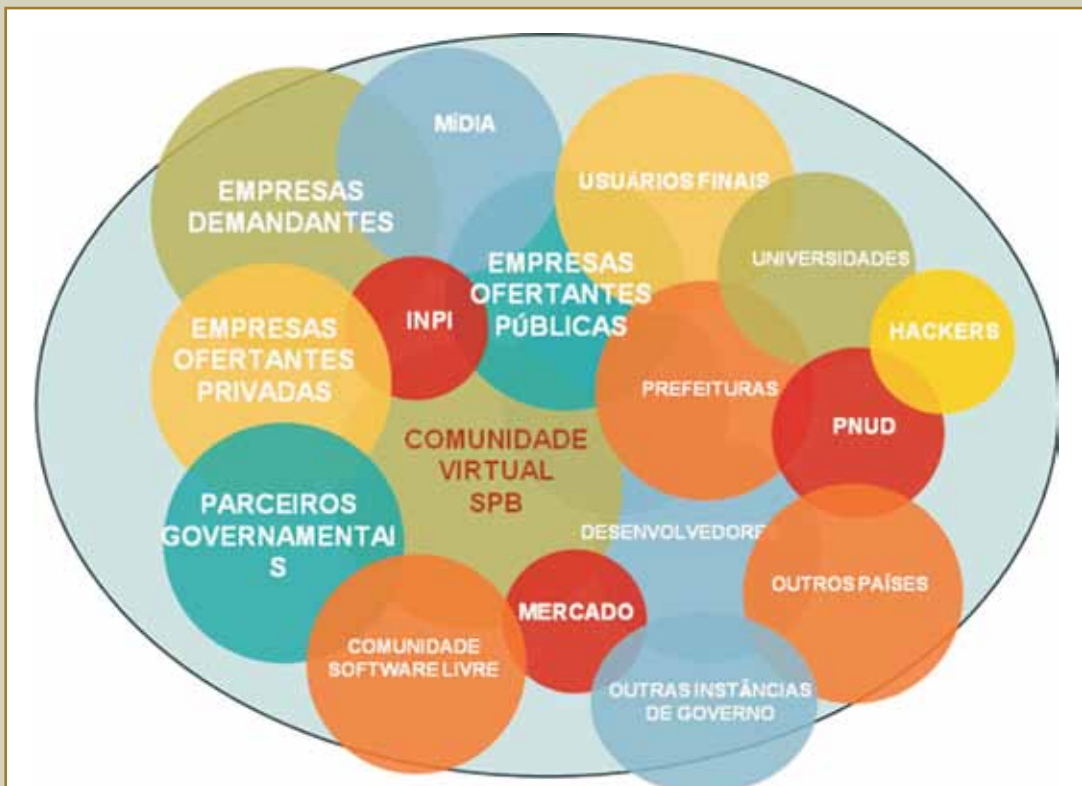 MÍDIA
EMPRESAS
DEMANDANTES
USUÁRIOS FINAIS
UNIVERSIDADES
EMPRESAS
OFERTANTES
PÚBLICAS
INPI
HACKERS
EMPRESAS
OFERTANTES
PRIVADAS
PREFEITURAS
PNUD
COMUNIDADE
VIRTUAL
SPB
PARCEIROS
GOVERNAMENTAI
S
DESENVOLVEDORE
OUTROS PAÍSES
MERCADO
COMUNIDADE
SOFTWARE LIVRE
OUTRAS INSTÂNCIAS
DE GOVERNO